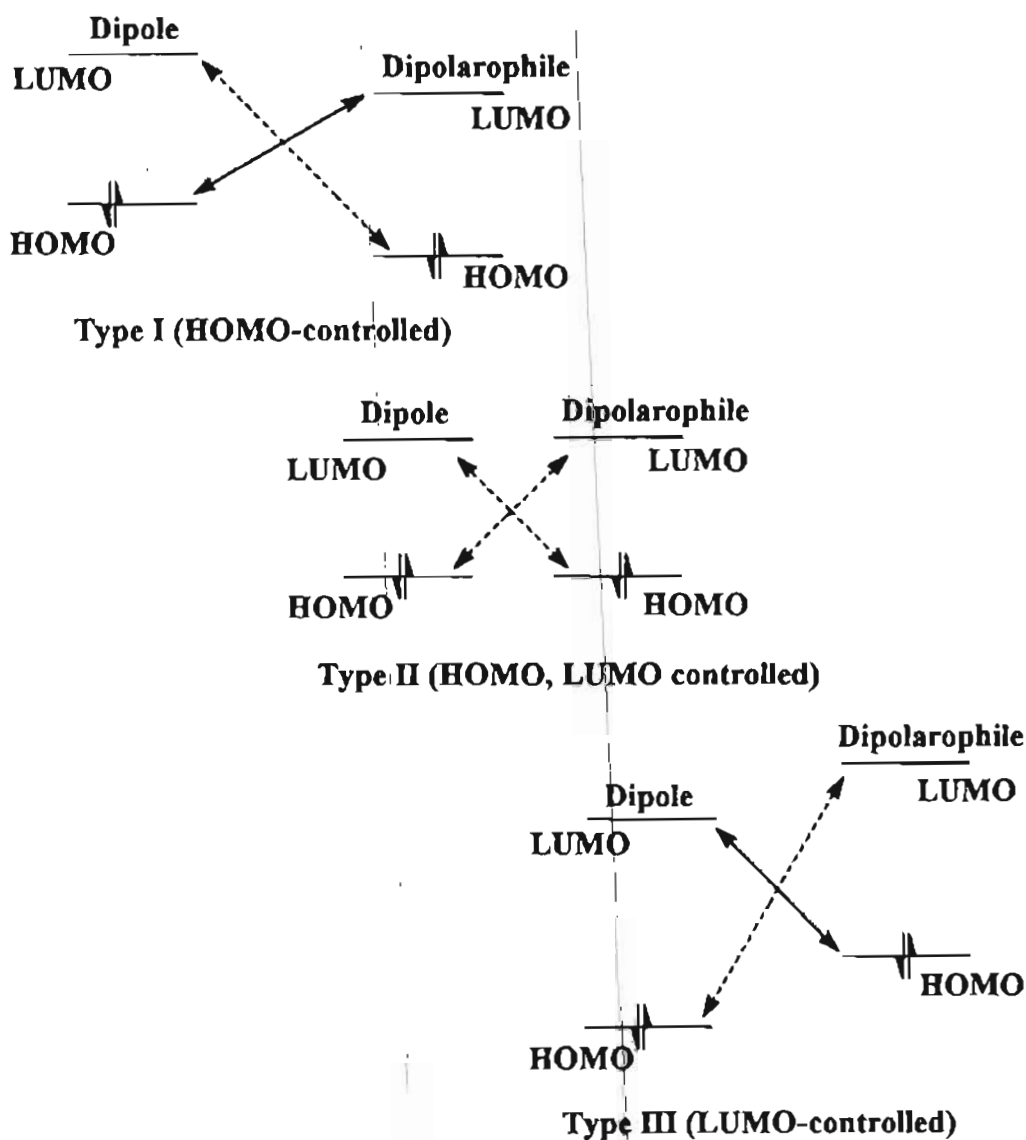 Dipole
Dipolarophile
LUMO
LUMO
HOMO
HOMO
Type I (HOMO-controlled)
Dipole
Dipolarophile
LUMO
LUMO
HOMO
HOMO
Type II (HOMO, LUMO controlled)
Dipolarophile
Dipole
LUMO
LUMO
HOMO
HOMO
Type III (LUMO-controlled)